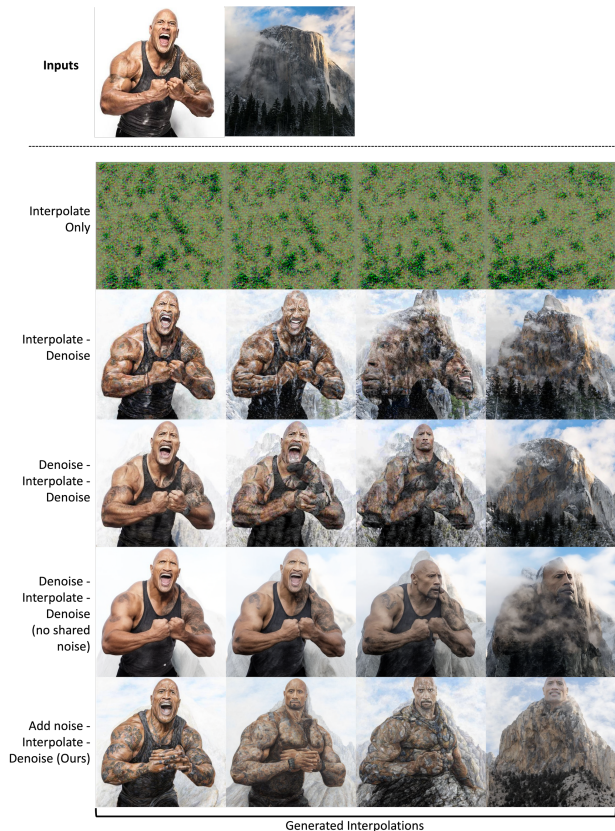 Inputs
Interpolate
Only
Interpolate -
Denoise
Denoise -
Interpolate -
Denoise
Denoise -
Interpolate -
Denoise
(no shared
noise)
Add noise -
Interpolate -
Denoise (Ours)
Generated Interpolations